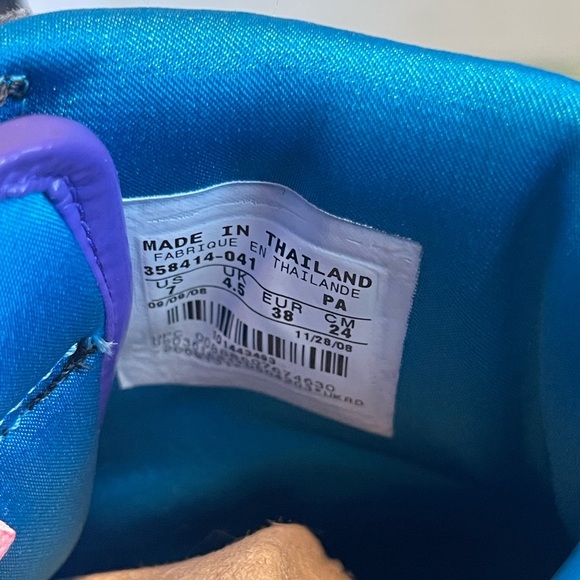 MADE IN THAILAND
FABRIQUE EN THAILANDE
358414-041 PA
US UK EUR CM
7 4.5 38 24
09/09/08 11/28/08
UPC